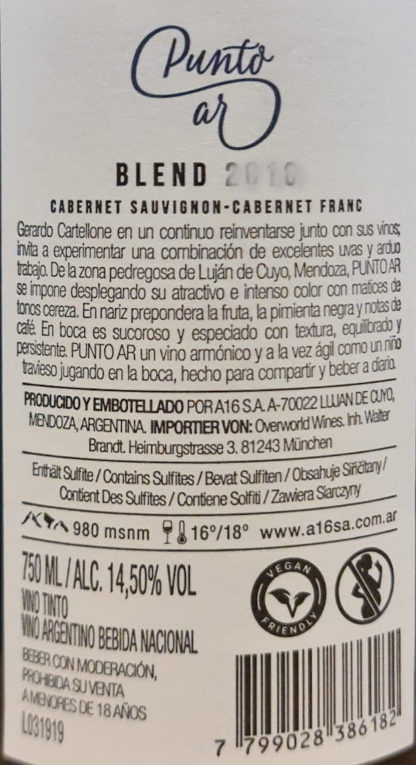 Punto
ar
BLEND 2018
CABERNET SAUVIGNON-CABERNET FRANC
Gerardo Cartellone en un continuo reinventarse junto con sus vinos,
invita a experimentar una combinación de excelentes uvas y arduo
trabajo. De la zona pedregosa de Luján de Cuyo, Mendoza, PUNTO AR
se impone desplegando su atractivo e intenso color con matices de
tonos cereza. En nariz prepondera la fruta, la pimienta negra y notas de
café. En boca es sucoroso y especiado con textura, equilibrado y
persistente. PUNTO AR un vino armónico y a la vez ágil como un niño
travieso jugando en la boca, hecho para compartir y beber a diario.
PRODUCIDO Y EMBOTELLADO POR A16 S.A. A-70022 LUJAN DE CUYO,
MENDOZA, ARGENTINA. IMPORTIER VON: Overworld Wines. Inh. Walter
Brandt. Heimburgstrasse 3. 81243 München
Enthält Sulfite / Contains Sulfites / Bevat Sulfiten / Obsahuje Siřičitany /
Contient Des Sulfites / Contiene Solfiti / Zawiera Siarczyny
980 msnm 16°/18° www.a16sa.com.ar
750 ML / ALC. 14,50% VOL
VINO TINTO
VINO ARGENTINO BEBIDA NACIONAL
BEBER CON MODERACIÓN,
PROHIBIDA SU VENTA
A MENORES DE 18 AÑOS
L031919
VEGAN
FRIENDLY
7 799028 386182